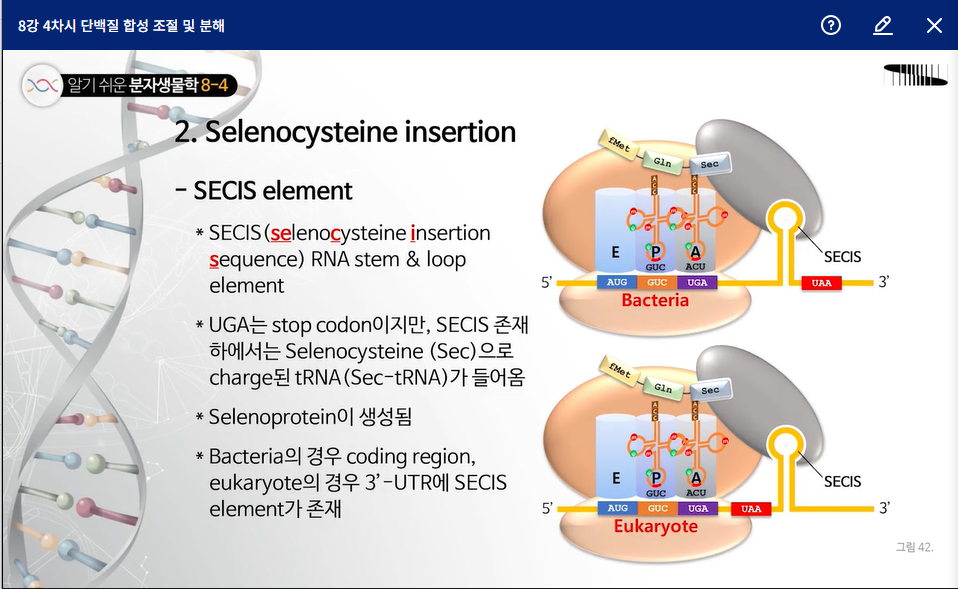 8강 4차시 단백질 합성 조절 및 분해
알기 쉬운 분자생물학 8-4
2. Selenocysteine insertion
- SECIS element
* SECIS(selenocysteine insertion
sequence) RNA stem & loop
element
* UGA는 stop codon이지만, SECIS 존재
하에서는 Selenocysteine (Sec)으로
charge된 tRNA(Sec-tRNA)가 들어옴
* Selenoprotein이 생성됨
* Bacteria의 경우 coding region,
eukaryote의 경우 3'-UTR에 SECIS
element가 존재
fMet Gln Sec
ACC ACC
E P A
GUC ACU
SECIS
5' AUG GUC UGA UAA 3'
Bacteria
fMet Gln Sec
ACC ACC
E P A
GUC ACU
SECIS
5' AUG GUC UGA UAA 3'
Eukaryote
그림 42.